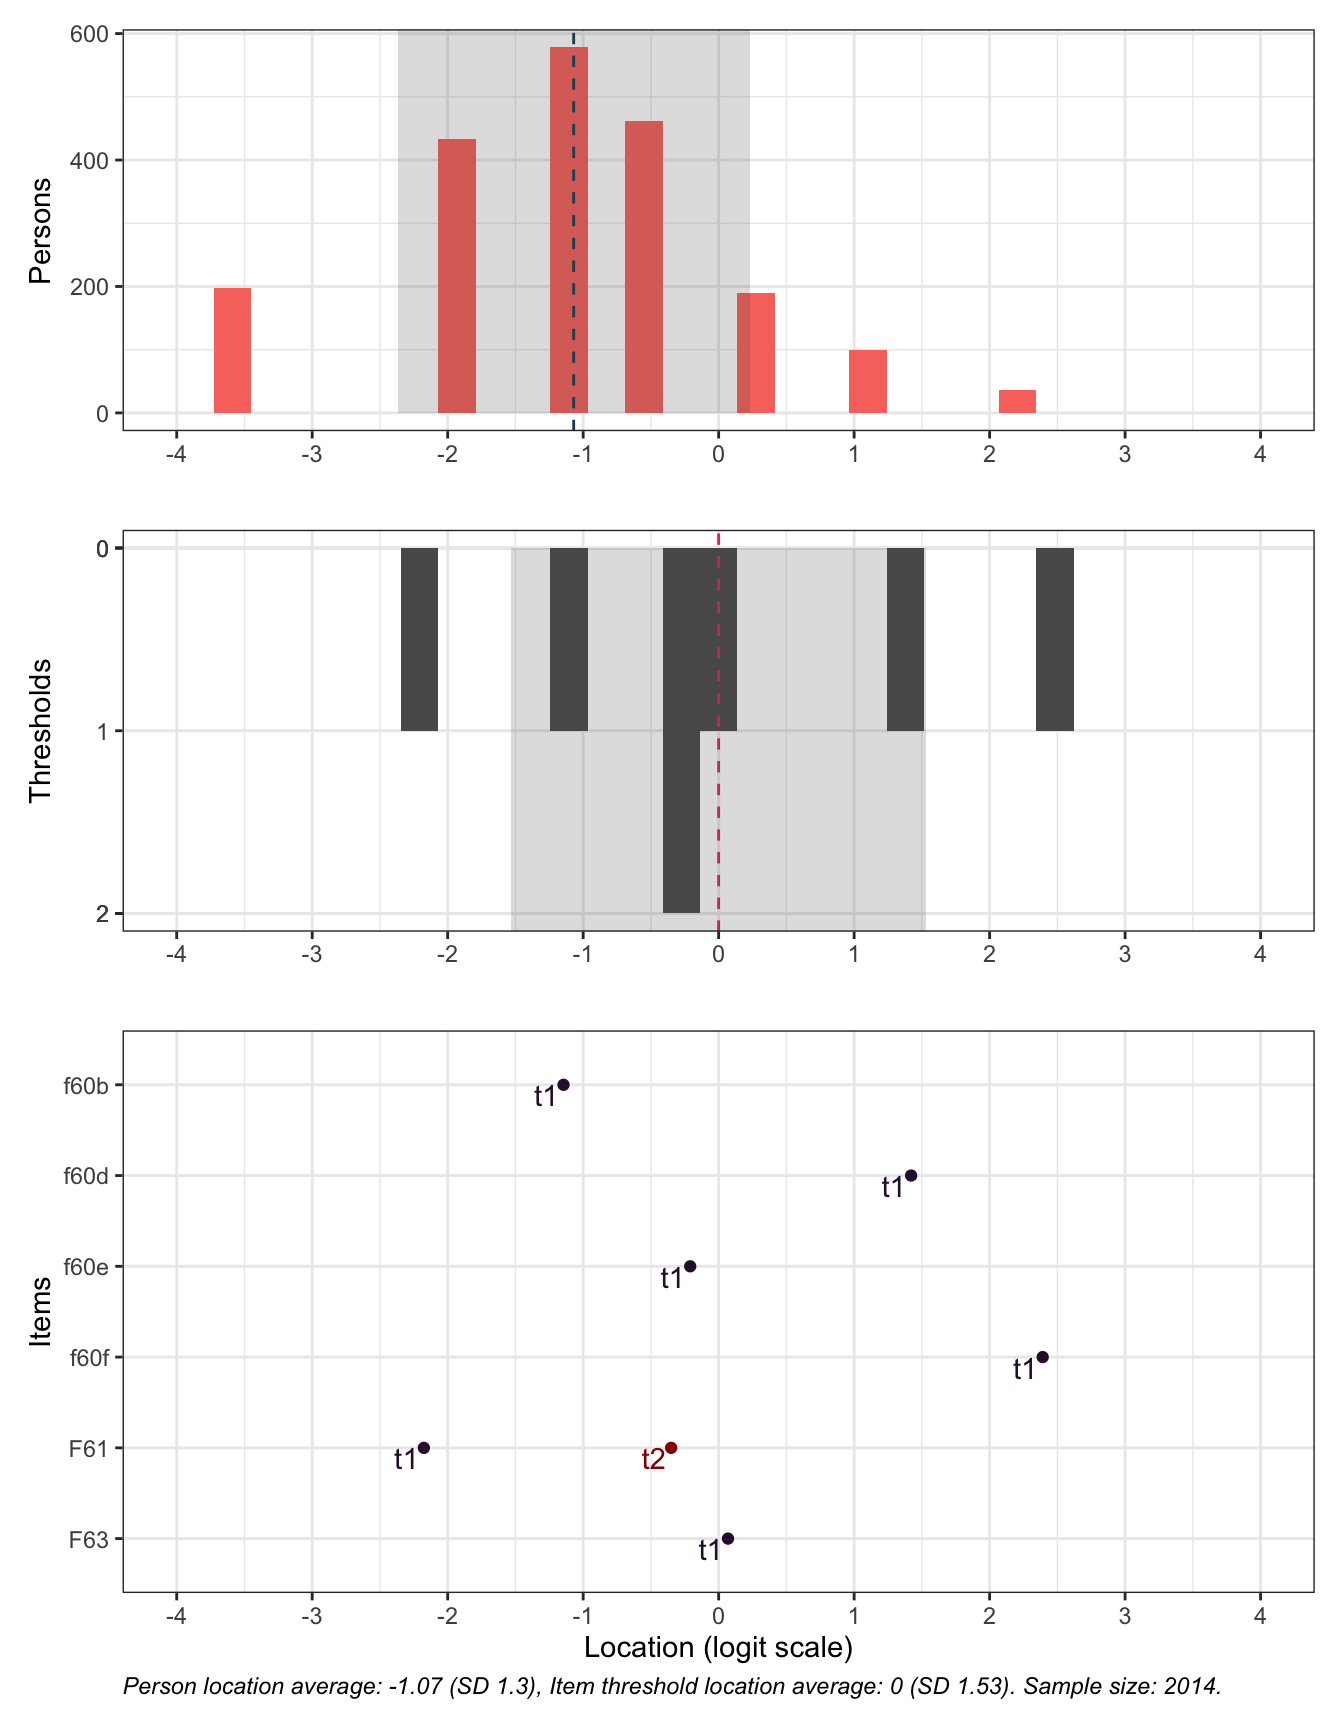 600
400
200
0
Persons
-4 -3 -2 -1 0 1 2 3 4
0
1
2
Thresholds
-4 -3 -2 -1 0 1 2 3 4
f60b
t1
f60d
t1
f60e
t1
Items
f60f
t1
F61
t1 t2
F63
t1
-4 -3 -2 -1 0 1 2 3 4
Location (logit scale)
Person location average: -1.07 (SD 1.3), Item threshold location average: 0 (SD 1.53). Sample size: 2014.